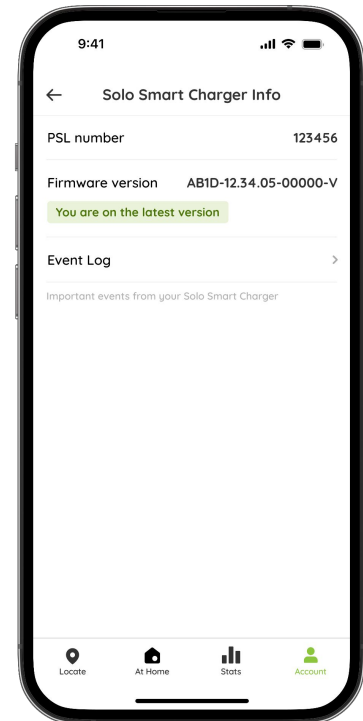 9:41
Solo Smart Charger Info
PSL number 123456
Firmware version AB1D-12.34.05-00000-V
You are on the latest version
Event Log
Important events from your Solo Smart Charger
Locate At Home Stats Account